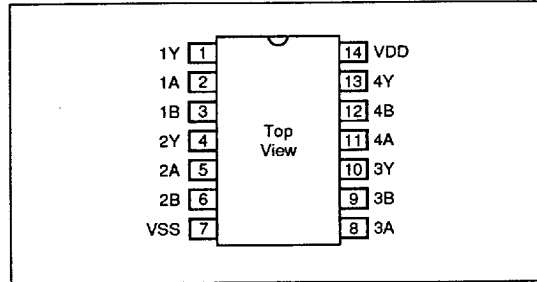 1Y 1 14 VDD
1A 2 13 4Y
1B 3 12 4B
2Y 4 Top View 11 4A
2A 5 10 3Y
2B 6 9 3B
VSS 7 8 3A